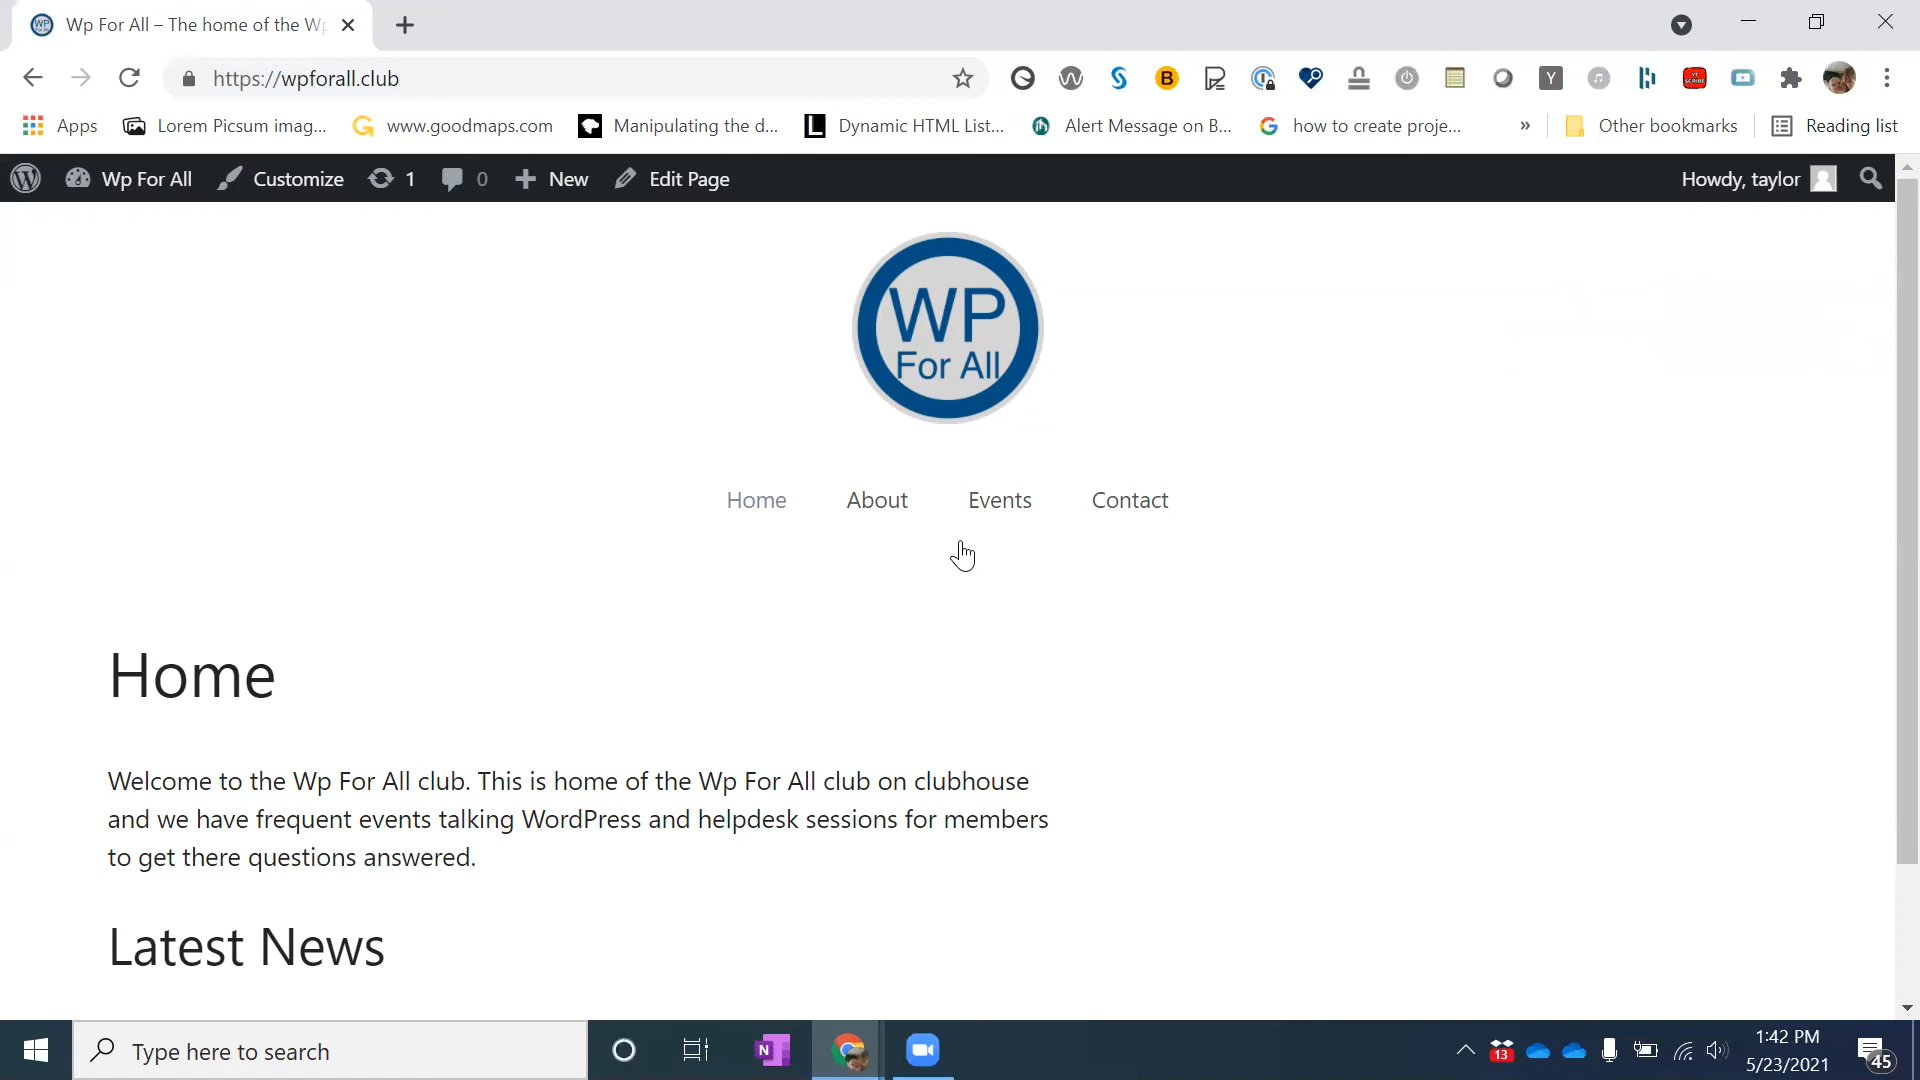 Wp For All – The home of the Wp
https://wpforall.club
Apps Lorem Picsum imag... www.goodmaps.com Manipulating the d... Dynamic HTML List... Alert Message on B... how to create proje... » Other bookmarks Reading list
Wp For All Customize 1 0 New Edit Page Howdy, taylor
WP
For All
Home About Events Contact
Home
Welcome to the Wp For All club. This is home of the Wp For All club on clubhouse
and we have frequent events talking WordPress and helpdesk sessions for members
to get there questions answered.
Latest News
Type here to search
13
1:42 PM
5/23/2021
45